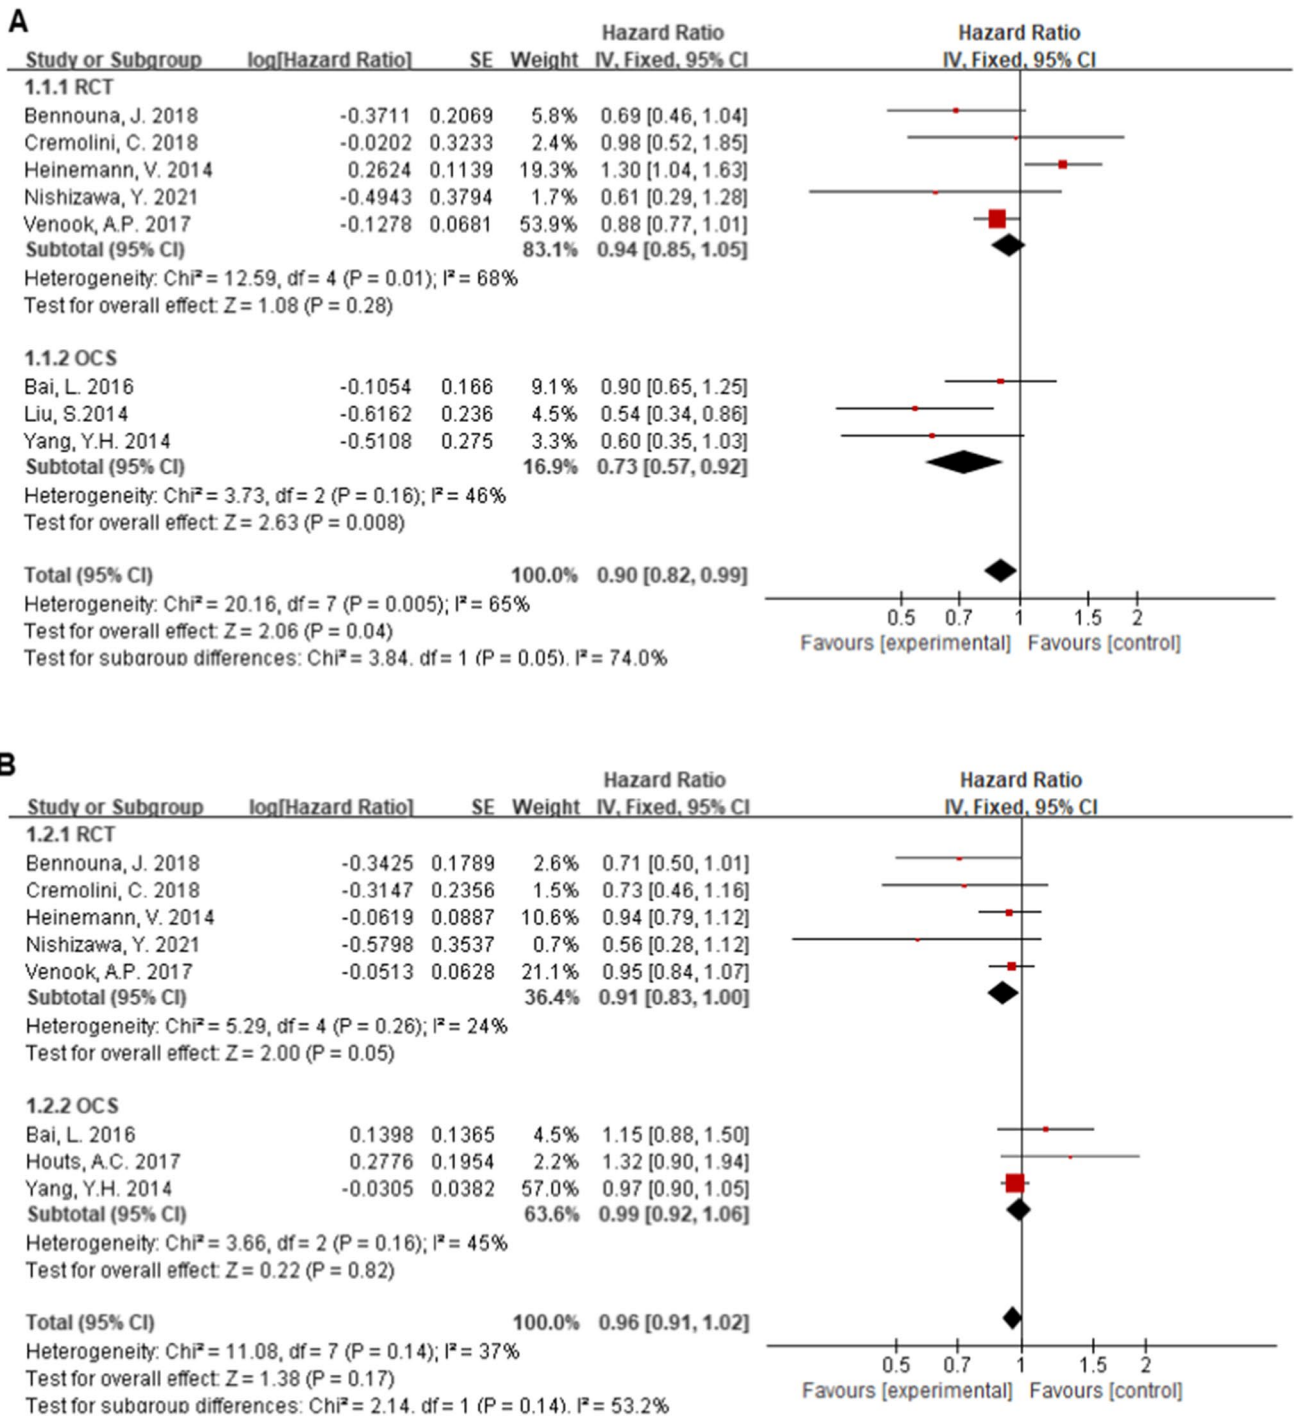 A
Hazard Ratio Hazard Ratio
Study or Subgroup log[Hazard Ratio] SE Weight IV, Fixed, 95% CI IV, Fixed, 95% CI
1.1.1 RCT
Bennouna, J. 2018 -0.3711 0.2069 5.8% 0.69 [0.46, 1.04]
Cremolini, C. 2018 -0.0202 0.3233 2.4% 0.98 [0.52, 1.85]
Heinemann, V. 2014 0.2624 0.1139 19.3% 1.30 [1.04, 1.63]
Nishizawa, Y. 2021 -0.4943 0.3794 1.7% 0.61 [0.29, 1.28]
Venook, A.P. 2017 -0.1278 0.0681 53.9% 0.88 [0.77, 1.01]
Subtotal (95% CI) 83.1% 0.94 [0.85, 1.05]
Heterogeneity: Chi² = 12.59, df = 4 (P = 0.01); I² = 68%
Test for overall effect: Z = 1.08 (P = 0.28)
1.1.2 OCS
Bai, L. 2016 -0.1054 0.166 9.1% 0.90 [0.65, 1.25]
Liu, S.2014 -0.6162 0.236 4.5% 0.54 [0.34, 0.86]
Yang, Y.H. 2014 -0.5108 0.275 3.3% 0.60 [0.35, 1.03]
Subtotal (95% CI) 16.9% 0.73 [0.57, 0.92]
Heterogeneity: Chi² = 3.73, df = 2 (P = 0.16); I² = 46%
Test for overall effect: Z = 2.63 (P = 0.008)
Total (95% CI) 100.0% 0.90 [0.82, 0.99]
Heterogeneity: Chi² = 20.16, df = 7 (P = 0.005); I² = 65%
Test for overall effect: Z = 2.06 (P = 0.04)
Test for subgroup differences: Chi² = 3.84. df = 1 (P = 0.05). I² = 74.0%
0.5 0.7 1 1.5 2
Favours [experimental] Favours [control]
B
Hazard Ratio Hazard Ratio
Study or Subgroup log[Hazard Ratio] SE Weight IV, Fixed, 95% CI IV, Fixed, 95% CI
1.2.1 RCT
Bennouna, J. 2018 -0.3425 0.1789 2.6% 0.71 [0.50, 1.01]
Cremolini, C. 2018 -0.3147 0.2356 1.5% 0.73 [0.46, 1.16]
Heinemann, V. 2014 -0.0619 0.0887 10.6% 0.94 [0.79, 1.12]
Nishizawa, Y. 2021 -0.5798 0.3537 0.7% 0.56 [0.28, 1.12]
Venook, A.P. 2017 -0.0513 0.0628 21.1% 0.95 [0.84, 1.07]
Subtotal (95% CI) 36.4% 0.91 [0.83, 1.00]
Heterogeneity: Chi² = 5.29, df = 4 (P = 0.26); I² = 24%
Test for overall effect: Z = 2.00 (P = 0.05)
1.2.2 OCS
Bai, L. 2016 0.1398 0.1365 4.5% 1.15 [0.88, 1.50]
Houts, A.C. 2017 0.2776 0.1954 2.2% 1.32 [0.90, 1.94]
Yang, Y.H. 2014 -0.0305 0.0382 57.0% 0.97 [0.90, 1.05]
Subtotal (95% CI) 63.6% 0.99 [0.92, 1.06]
Heterogeneity: Chi² = 3.66, df = 2 (P = 0.16); I² = 45%
Test for overall effect: Z = 0.22 (P = 0.82)
Total (95% CI) 100.0% 0.96 [0.91, 1.02]
Heterogeneity: Chi² = 11.08, df = 7 (P = 0.14); I² = 37%
Test for overall effect: Z = 1.38 (P = 0.17)
Test for subgroup differences: Chi² = 2.14. df = 1 (P = 0.14). I² = 53.2%
0.5 0.7 1 1.5 2
Favours [experimental] Favours [control]